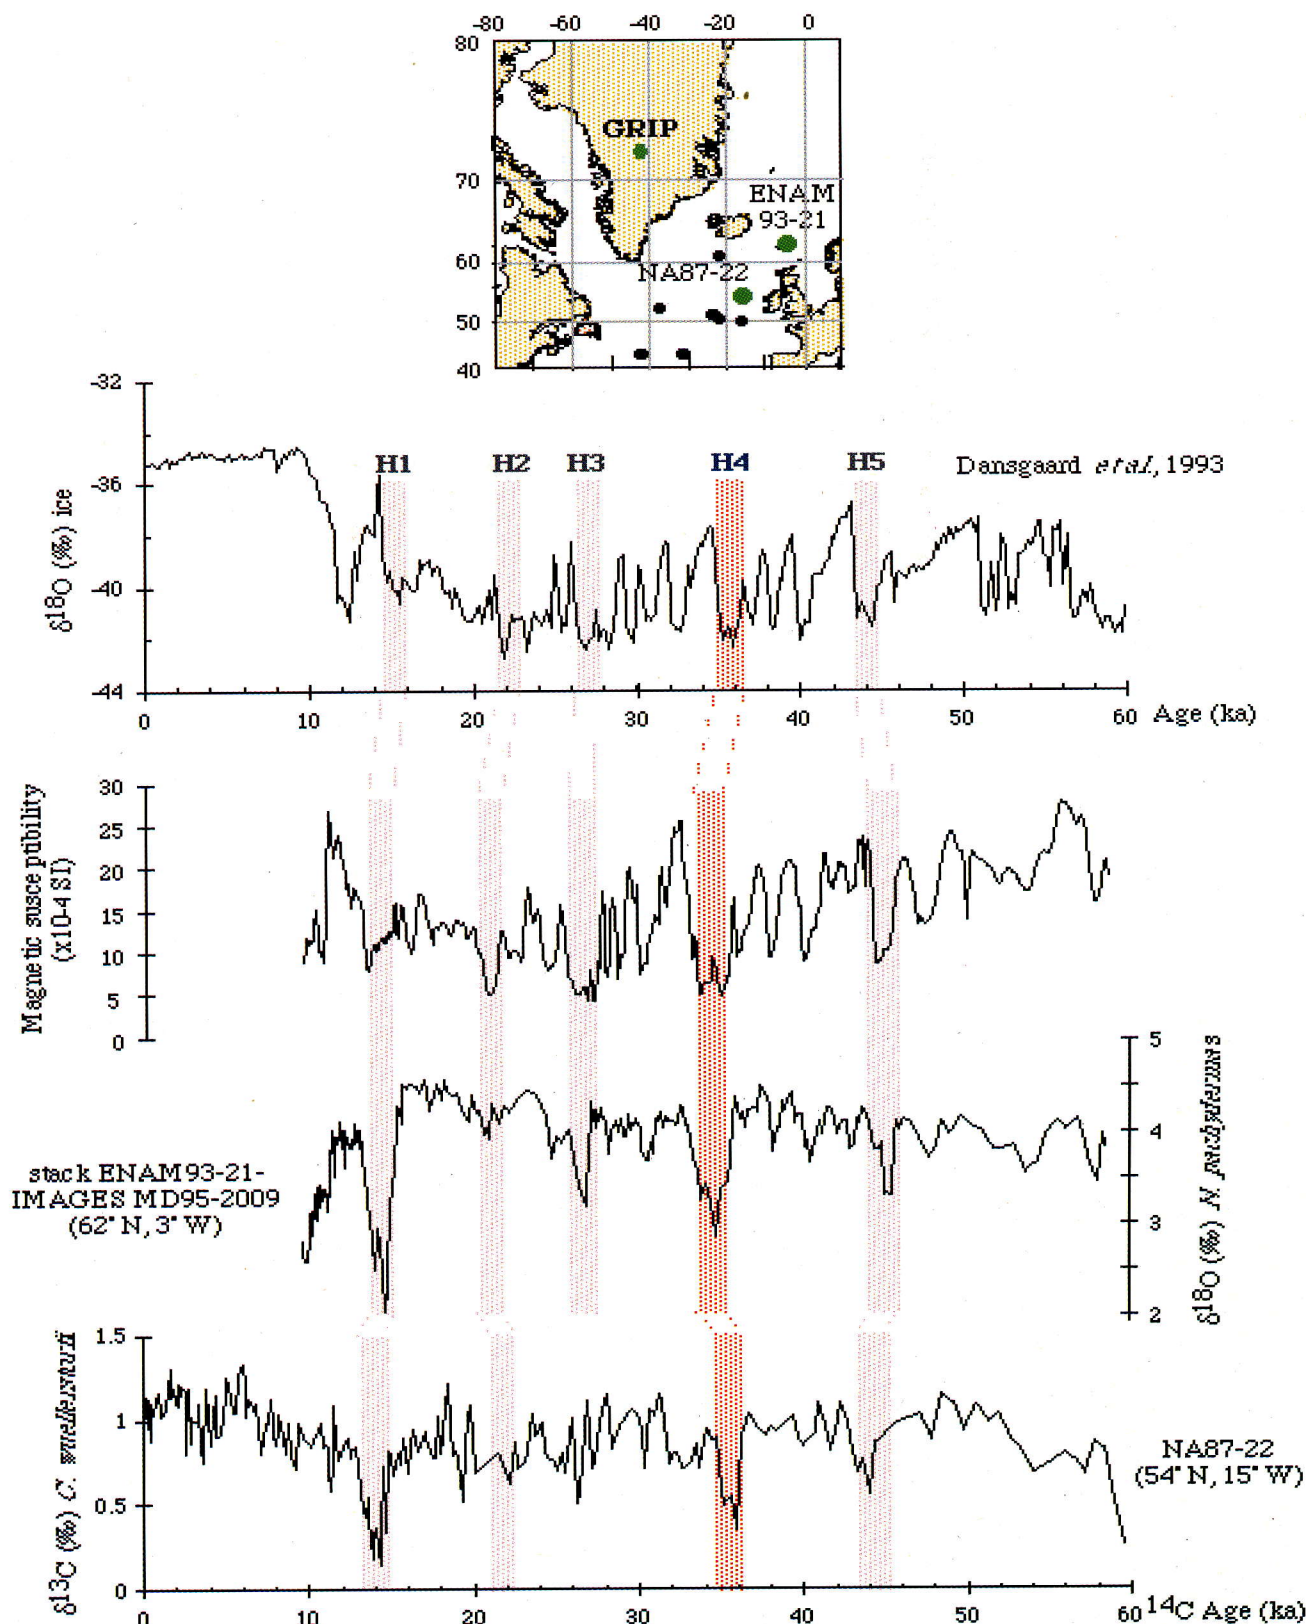 -80 -60 -40 -20 0
80
GRIP
70
ENAM
93-21
60
NA87-22
50
40
-32
H1 H2 H3 H4 H5 Dansgaard et al., 1993
-36
δ18O (‰) ice
-40
-44
0 10 20 30 40 50 60 Age (ka)
Magnetic susceptibility
(x10-4 SI)
30
25
20
15
10
5
0
5
4
3
2
δ18O (‰) N. pachyderma s
stack ENAM93-21-
IMAGES MD95-2009
(62° N, 3° W)
1.5
1
0.5
0
δ13C (‰) C. wuellerstorfi
NA87-22
(54° N, 15° W)
0 10 20 30 40 50 60 14C Age (ka)